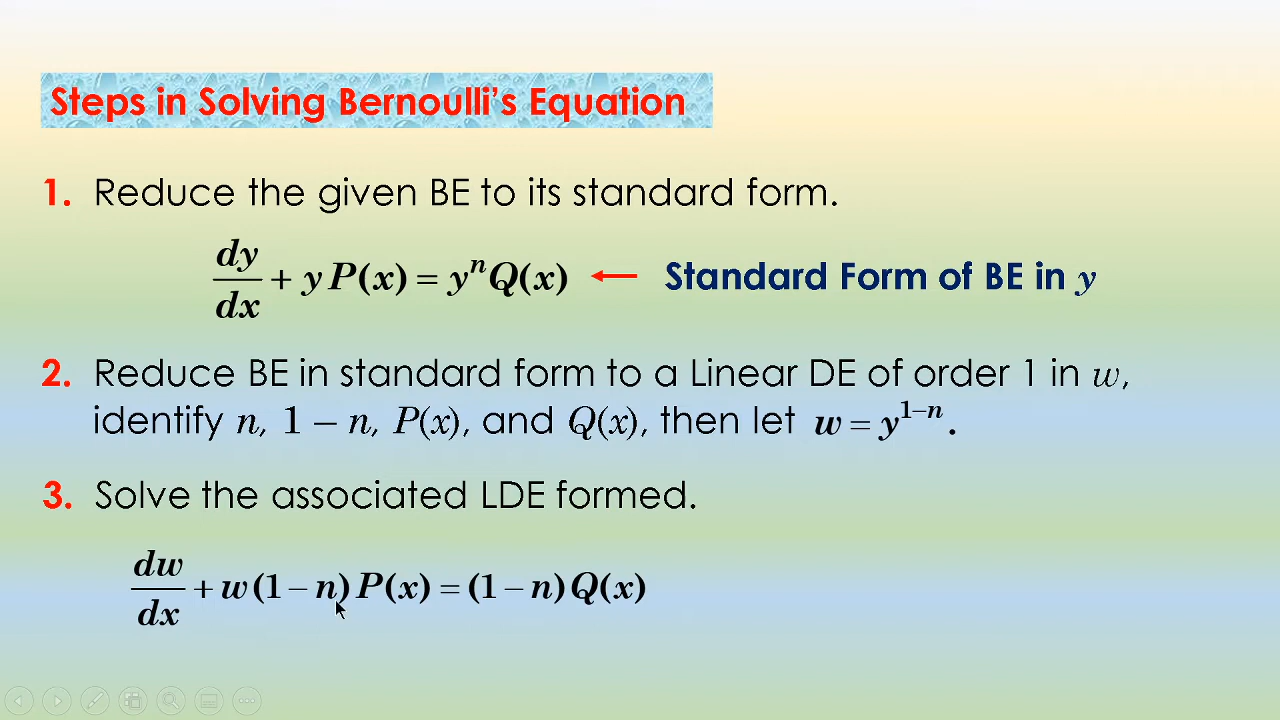 Steps in Solving Bernoulli's Equation
1. Reduce the given BE to its standard form.
dy/dx + y P(x) = yⁿQ(x) ← Standard Form of BE in y
2. Reduce BE in standard form to a Linear DE of order 1 in w,
identify n, 1 – n, P(x), and Q(x), then let w = y¹⁻ⁿ.
3. Solve the associated LDE formed.
dw/dx + w(1 – n)P(x) = (1 – n)Q(x)